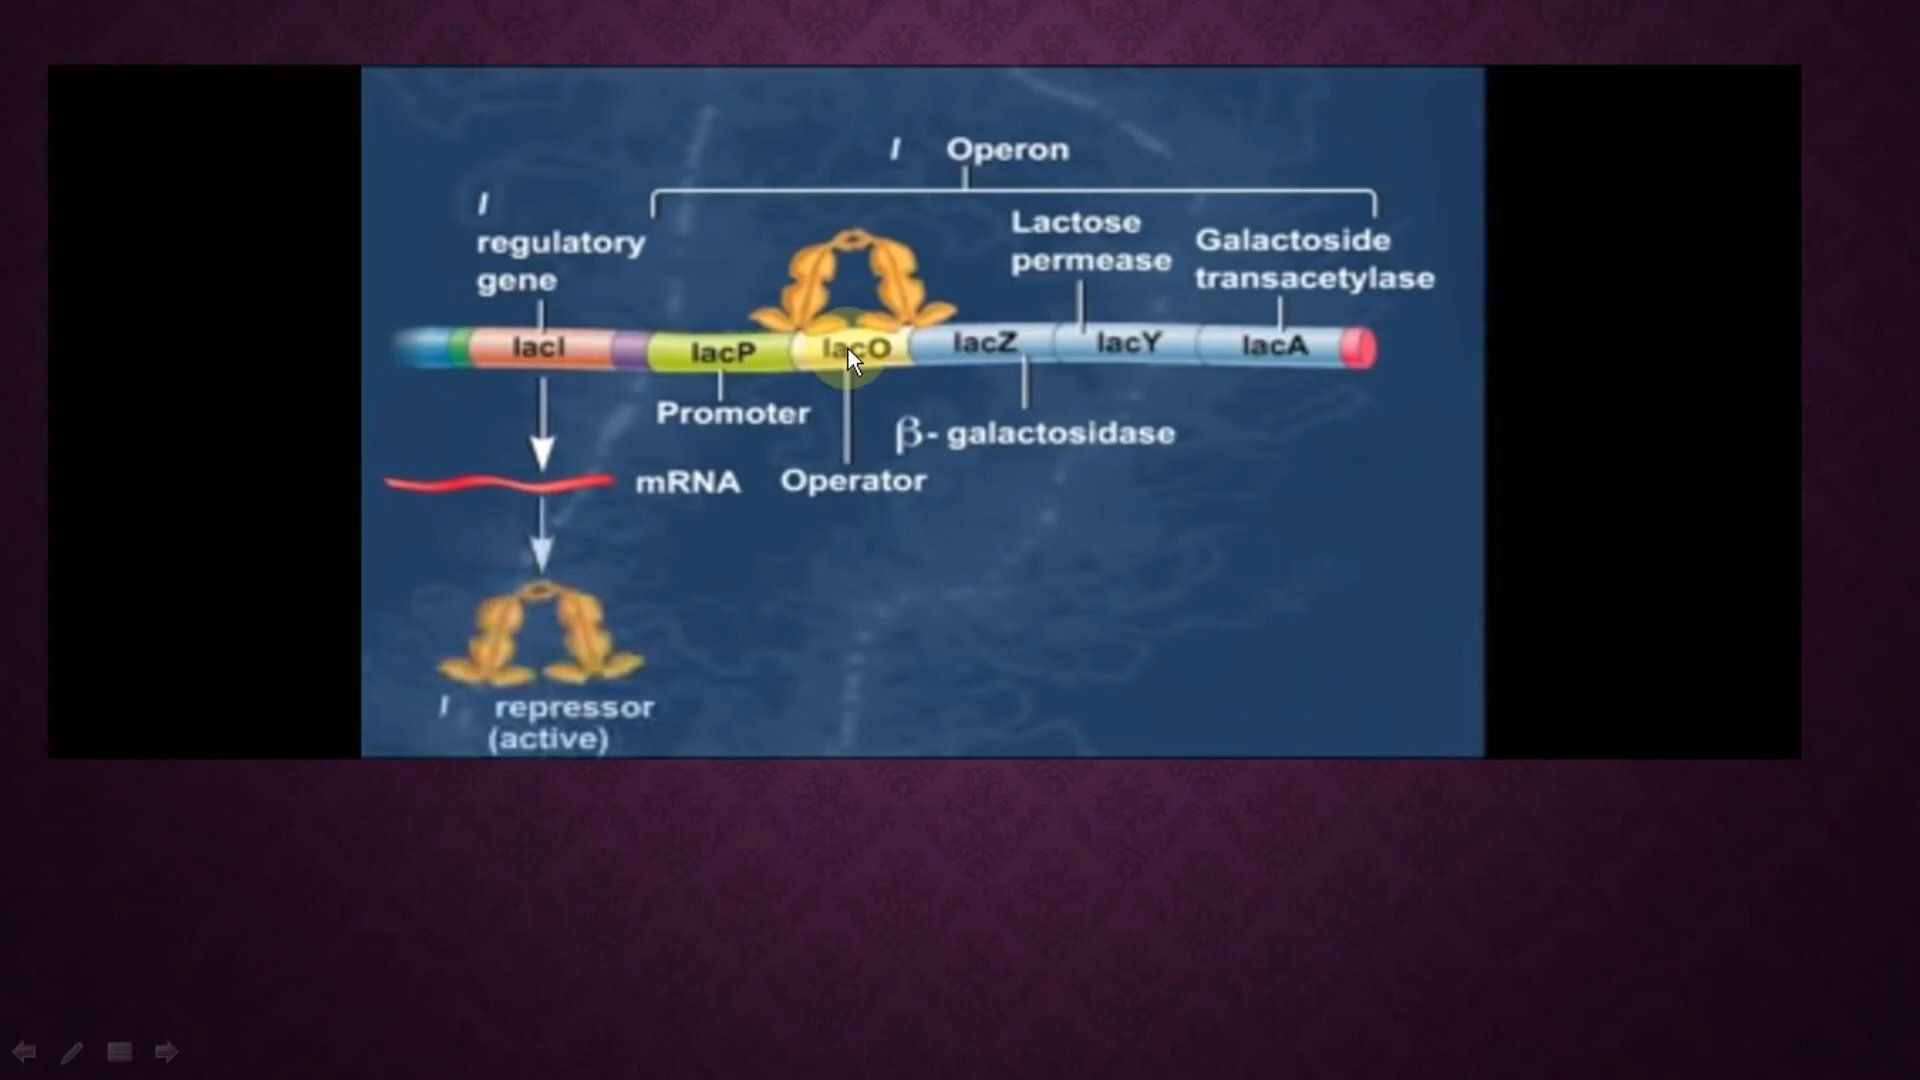 l Operon
l
regulatory
gene
Lactose
permease
Galactoside
transacetylase
lacI
lacP
lacO
lacZ
lacY
lacA
Promoter
β- galactosidase
mRNA
Operator
l repressor
(active)